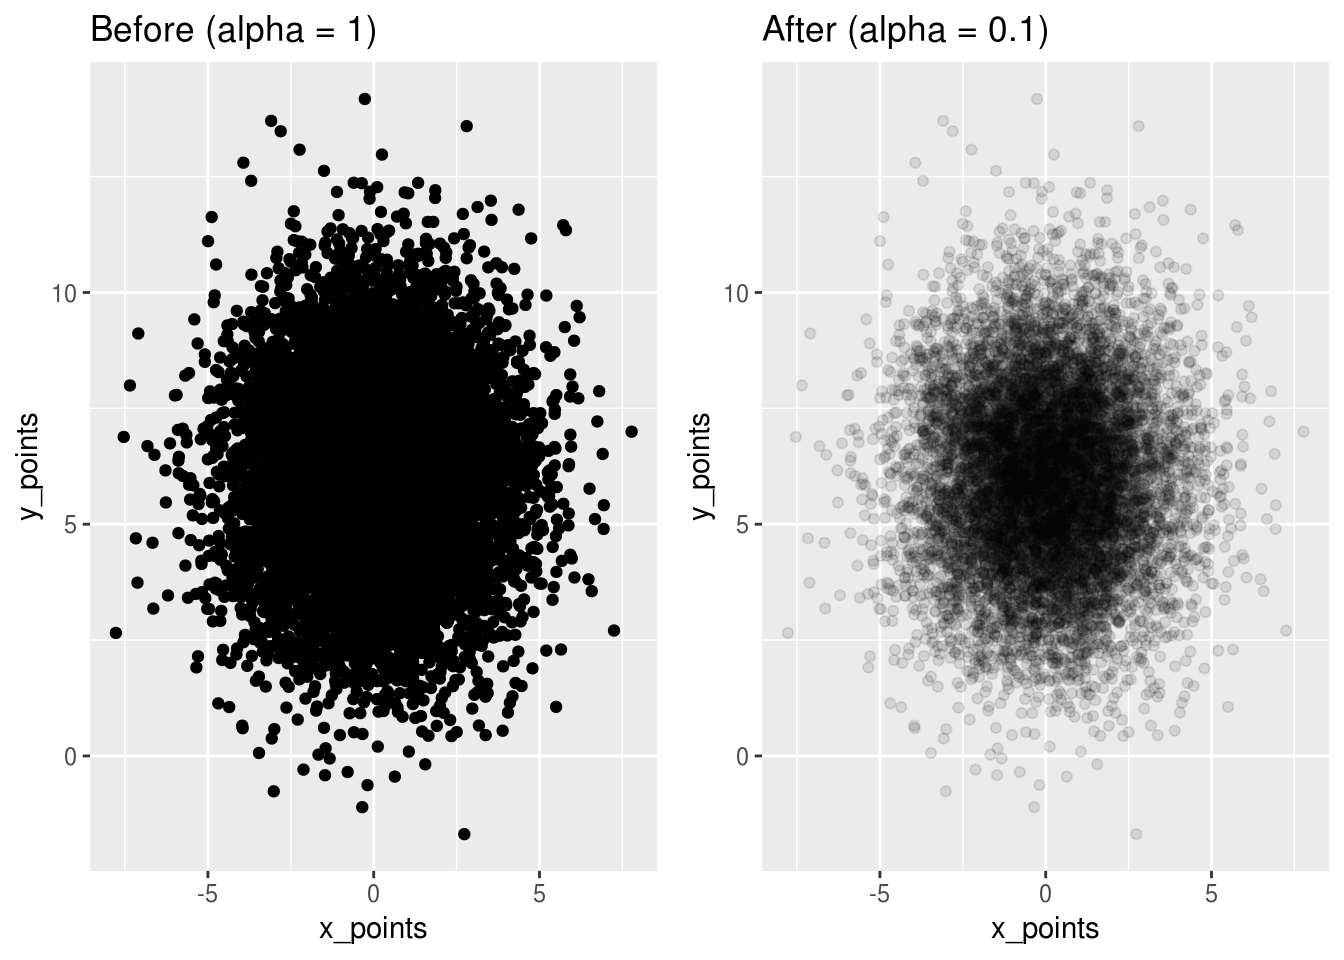 Before (alpha = 1)
10
5
0
y_points
-5
0
5
x_points
After (alpha = 0.1)
10
5
0
y_points
-5
0
5
x_points